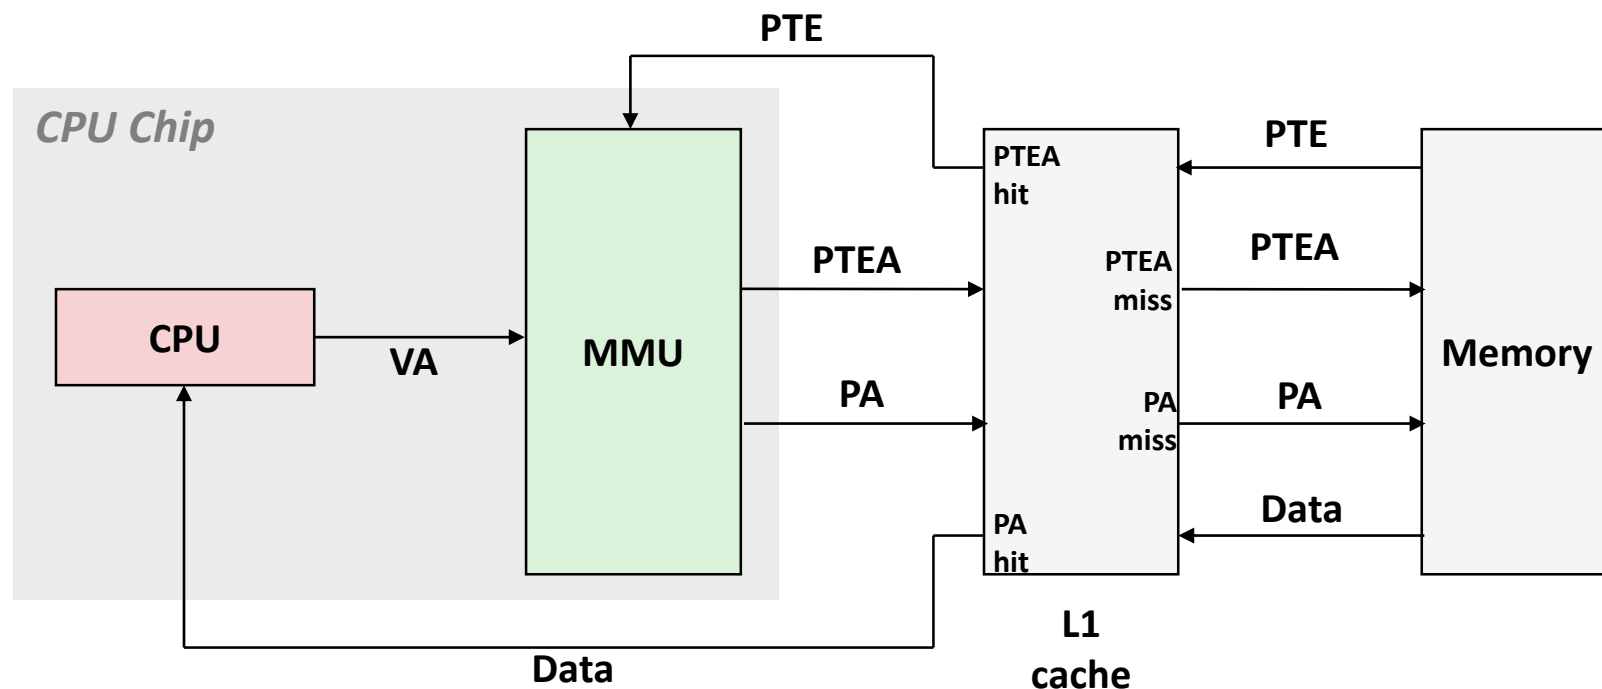 PTE
CPU Chip
PTEA
hit
PTE
PTEA
PTEA
miss
PTEA
CPU
VA
MMU
Memory
PA
PA
miss
PA
PA
hit
Data
L1
cache
Data